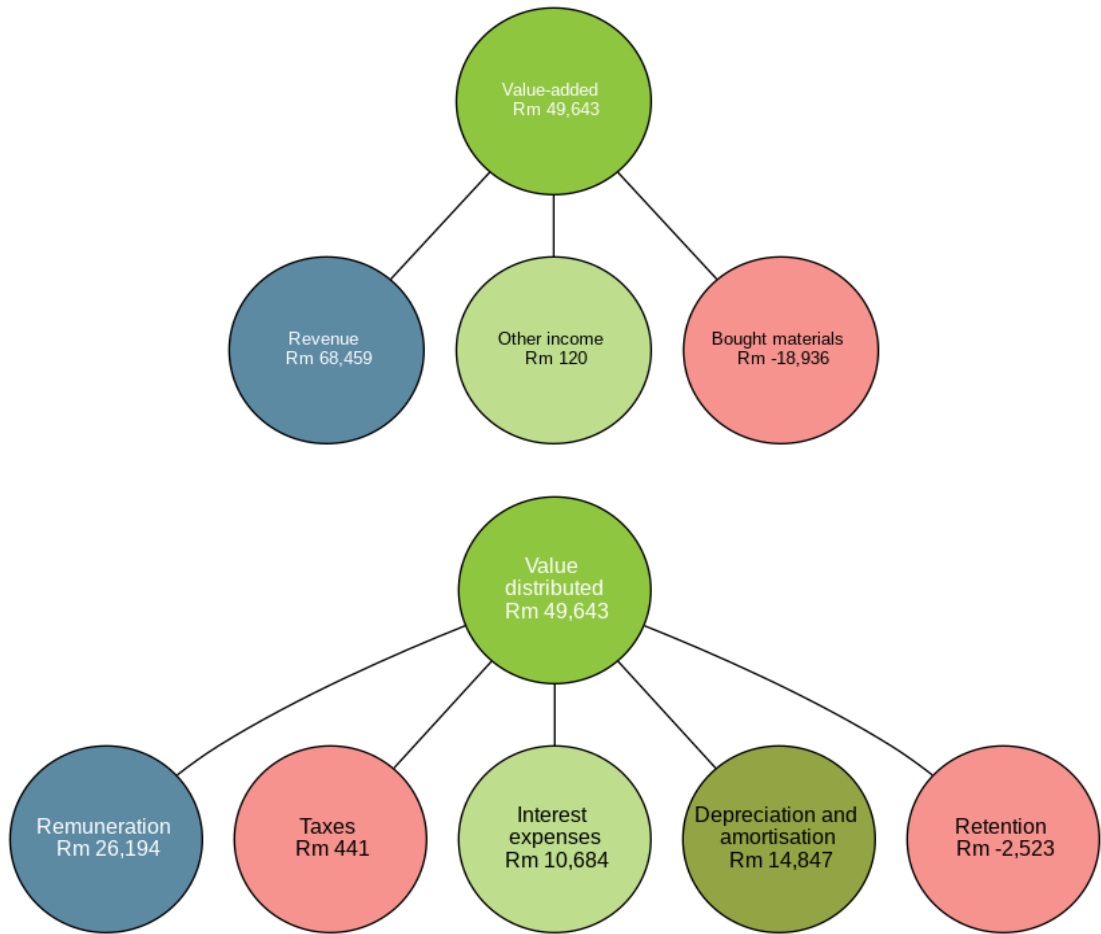 Value-added
Rm 49,643
Revenue
Rm 68,459
Other income
Rm 120
Bought materials
Rm -18,936
Value
distributed
Rm 49,643
Remuneration
Rm 26,194
Taxes
Rm 441
Interest
expenses
Rm 10,684
Depreciation and
amortisation
Rm 14,847
Retention
Rm -2,523